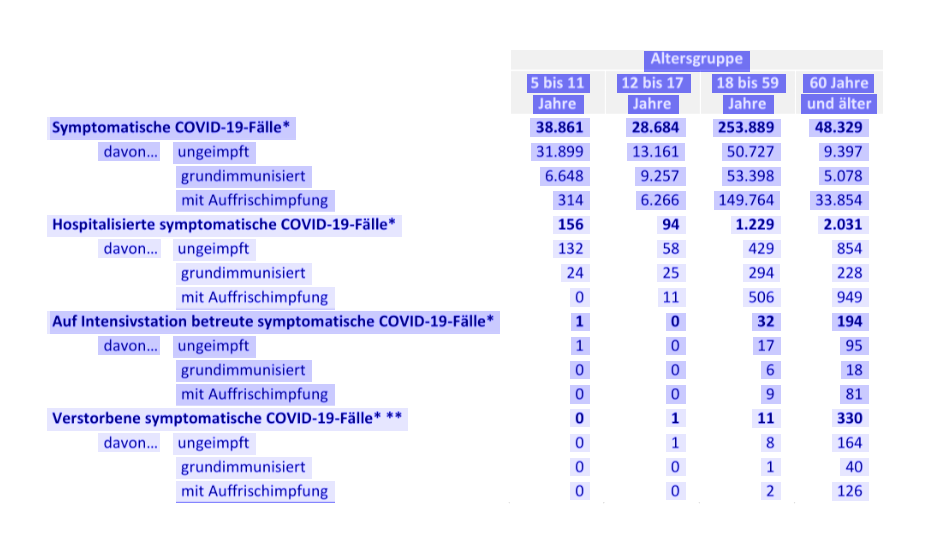 Altersgruppe
5 bis 11 12 bis 17 18 bis 59 60 Jahre
Jahre Jahre Jahre und älter
Symptomatische COVID-19-Fälle* 38.861 28.684 253.889 48.329
davon... ungeimpft 31.899 13.161 50.727 9.397
grundimmunisiert 6.648 9.257 53.398 5.078
mit Auffrischimpfung 314 6.266 149.764 33.854
Hospitalisierte symptomatische COVID-19-Fälle* 156 94 1.229 2.031
davon... ungeimpft 132 58 429 854
grundimmunisiert 24 25 294 228
mit Auffrischimpfung 0 11 506 949
Auf Intensivstation betreute symptomatische COVID-19-Fälle* 1 0 32 194
davon... ungeimpft 1 0 17 95
grundimmunisiert 0 0 6 18
mit Auffrischimpfung 0 0 9 81
Verstorbene symptomatische COVID-19-Fälle* ** 0 1 11 330
davon... ungeimpft 0 1 8 164
grundimmunisiert 0 0 1 40
mit Auffrischimpfung 0 0 2 126